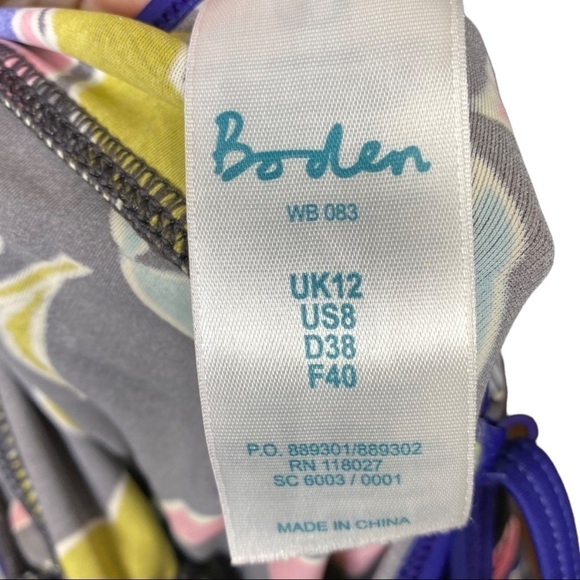 Boden
WB 083
UK12
US8
D38
F40
P.O. 889301/889302
RN 118027
SC 6003 / 0001
MADE IN CHINA